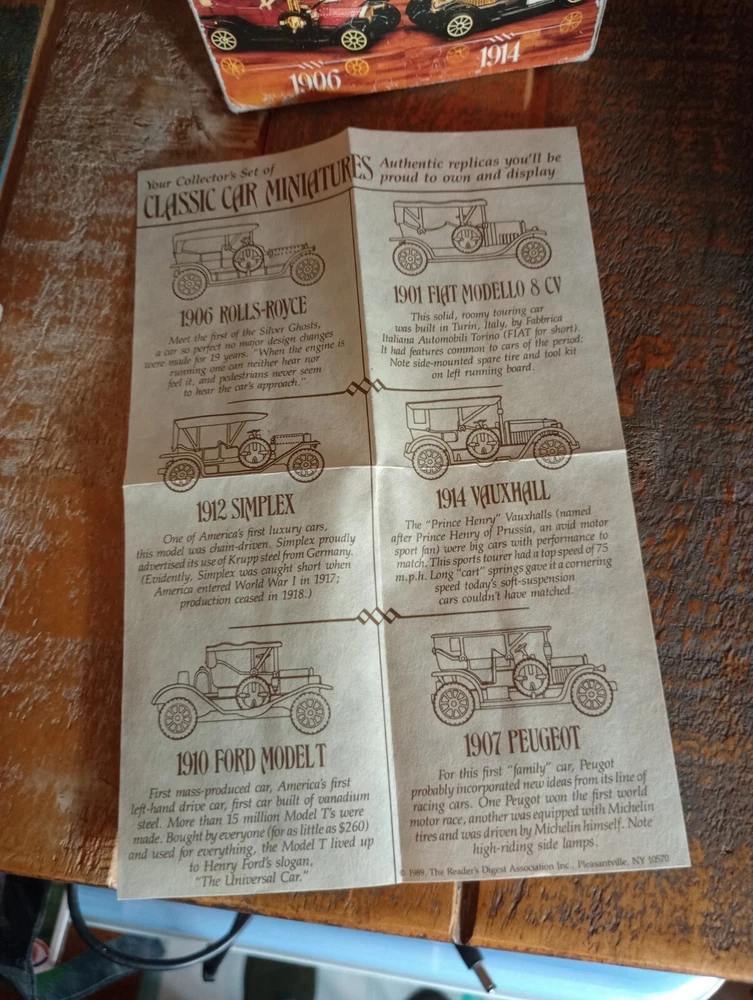 1906
1914
Your Collector's Set of
CLASSIC CAR MINIATURES
Authentic replicas you'll be
proud to own and display
1906 ROLLS-ROYCE
Meet the first of the Silver Ghosts,
a car so perfect no major design changes
were made for 19 years. "When the engine is
running one can neither hear nor
feel it, and pedestrians never seem
to hear the car's approach."
1901 FIAT MODELLO 8 CV
This solid, roomy touring car
was built in Turin, Italy, by Fabbrica
Italiana Automobili Torino (FIAT for short).
It had features common to cars of the period:
Note side-mounted spare tire and tool kit
on left running board.
1912 SIMPLEX
One of America's first luxury cars,
this model was chain-driven. Simplex proudly
advertised its use of Krupp steel from Germany.
(Evidently, Simplex was caught short when
America entered World War I in 1917;
production ceased in 1918.)
1914 VAUXHALL
The "Prince Henry" Vauxhalls (named
after Prince Henry of Prussia, an avid motor
sport fan) were big cars with performance to
match. This sports tourer had a top speed of 75
m.p.h. Long "cart" springs gave it a cornering
speed today's soft-suspension
cars couldn't have matched.
1910 FORD MODEL T
First mass-produced car, America's first
left-hand drive car, first car built of vanadium
steel. More than 15 million Model T's were
made. Bought by everyone (for as little as $260)
and used for everything, the Model T lived up
to Henry Ford's slogan,
"The Universal Car."
1907 PEUGEOT
For this first "family" car, Peugot
probably incorporated new ideas from its line of
racing cars. One Peugot won the first world
motor race, another was equipped with Michelin
tires and was driven by Michelin himself. Note
high-riding side lamps.
© 1989, The Reader's Digest Association Inc., Pleasantville, NY 10570